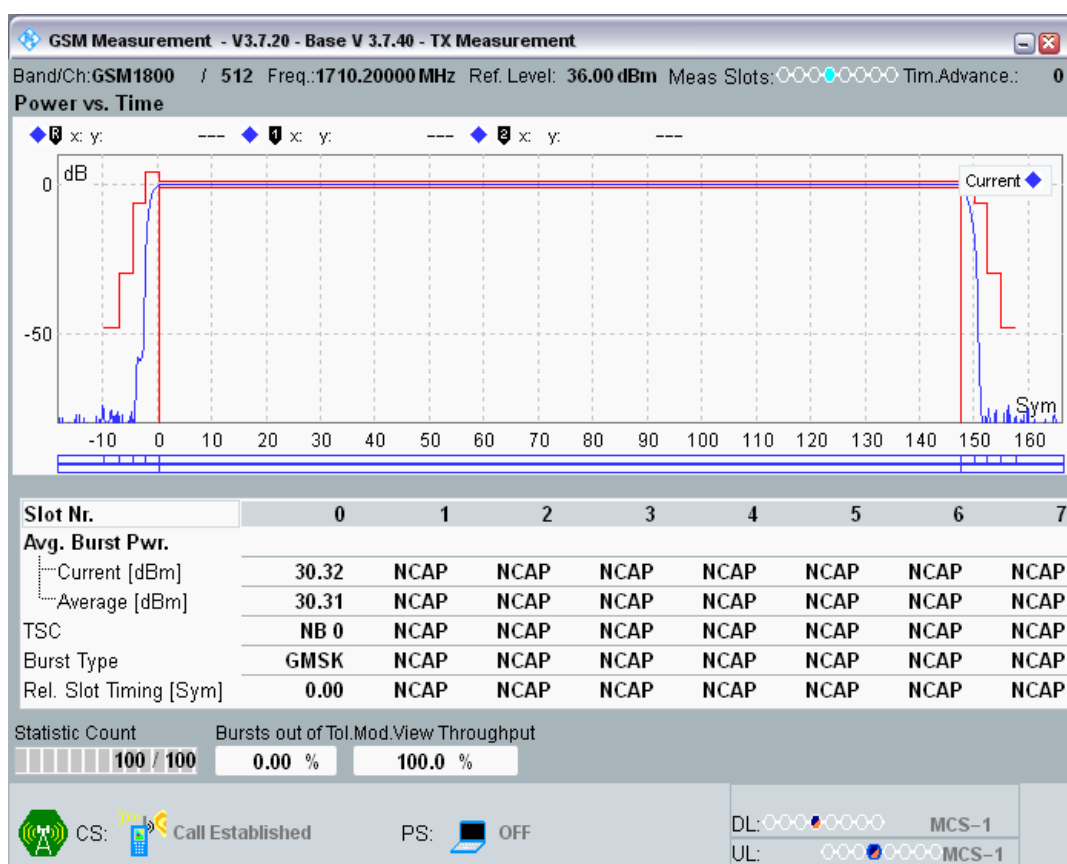 GSM Measurement - V3.7.20 - Base V 3.7.40 - TX Measurement
Band/Ch:GSM1800 / 512 Freq.:1710.20000 MHz Ref. Level: 36.00 dBm Meas Slots: Tim.Advance.: 0
Power vs. Time
R x: y: --- 1 x: y: --- 2 x: y: ---
dB
0
Current
-50
Sym
-10 0 10 20 30 40 50 60 70 80 90 100 110 120 130 140 150 160
Slot Nr. 0 1 2 3 4 5 6 7
Avg. Burst Pwr.
Current [dBm] 30.32 NCAP NCAP NCAP NCAP NCAP NCAP NCAP
Average [dBm] 30.31 NCAP NCAP NCAP NCAP NCAP NCAP NCAP
TSC NB 0 NCAP NCAP NCAP NCAP NCAP NCAP NCAP
Burst Type GMSK NCAP NCAP NCAP NCAP NCAP NCAP NCAP
Rel. Slot Timing [Sym] 0.00 NCAP NCAP NCAP NCAP NCAP NCAP NCAP
Statistic Count Bursts out of Tol. Mod.View Throughput
100 / 100 0.00 % 100.0 %
CS: Call Established PS: OFF
DL: MCS-1
UL: MCS-1